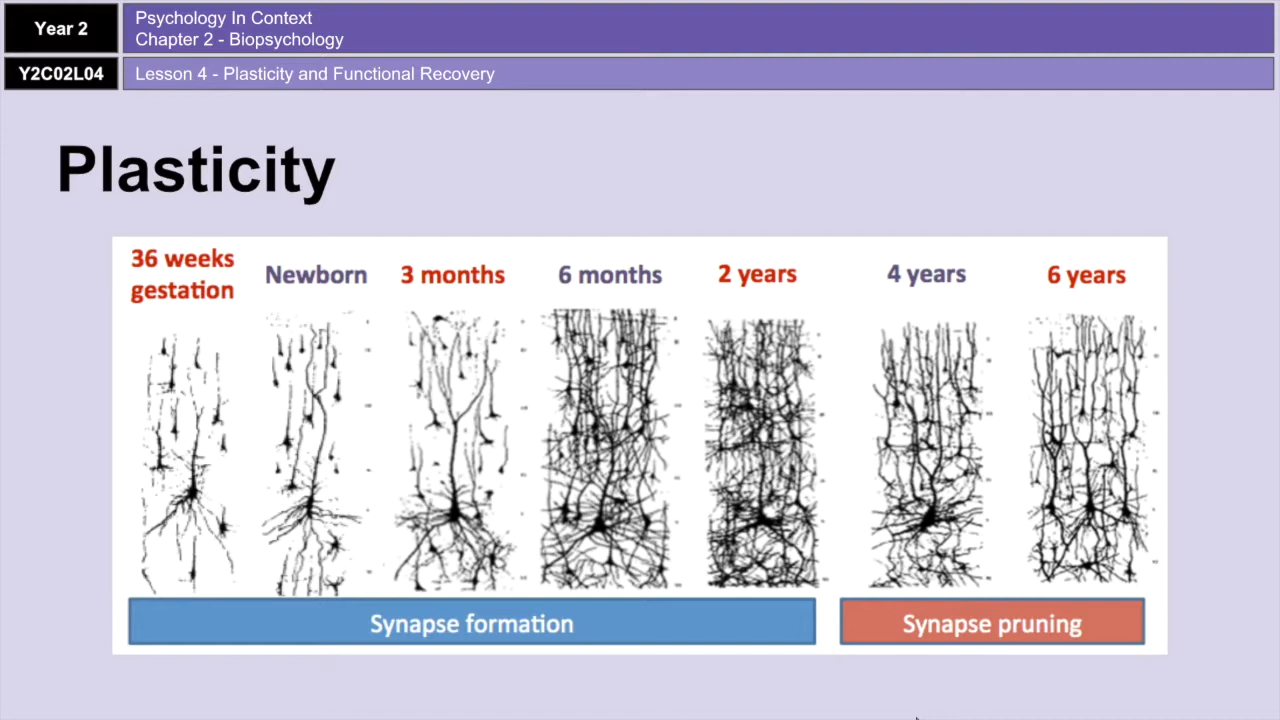 Year 2
Psychology In Context
Chapter 2 - Biopsychology
Y2C02L04
Lesson 4 - Plasticity and Functional Recovery
Plasticity
36 weeks
gestation
Newborn
3 months
6 months
2 years
4 years
6 years
Synapse formation
Synapse pruning